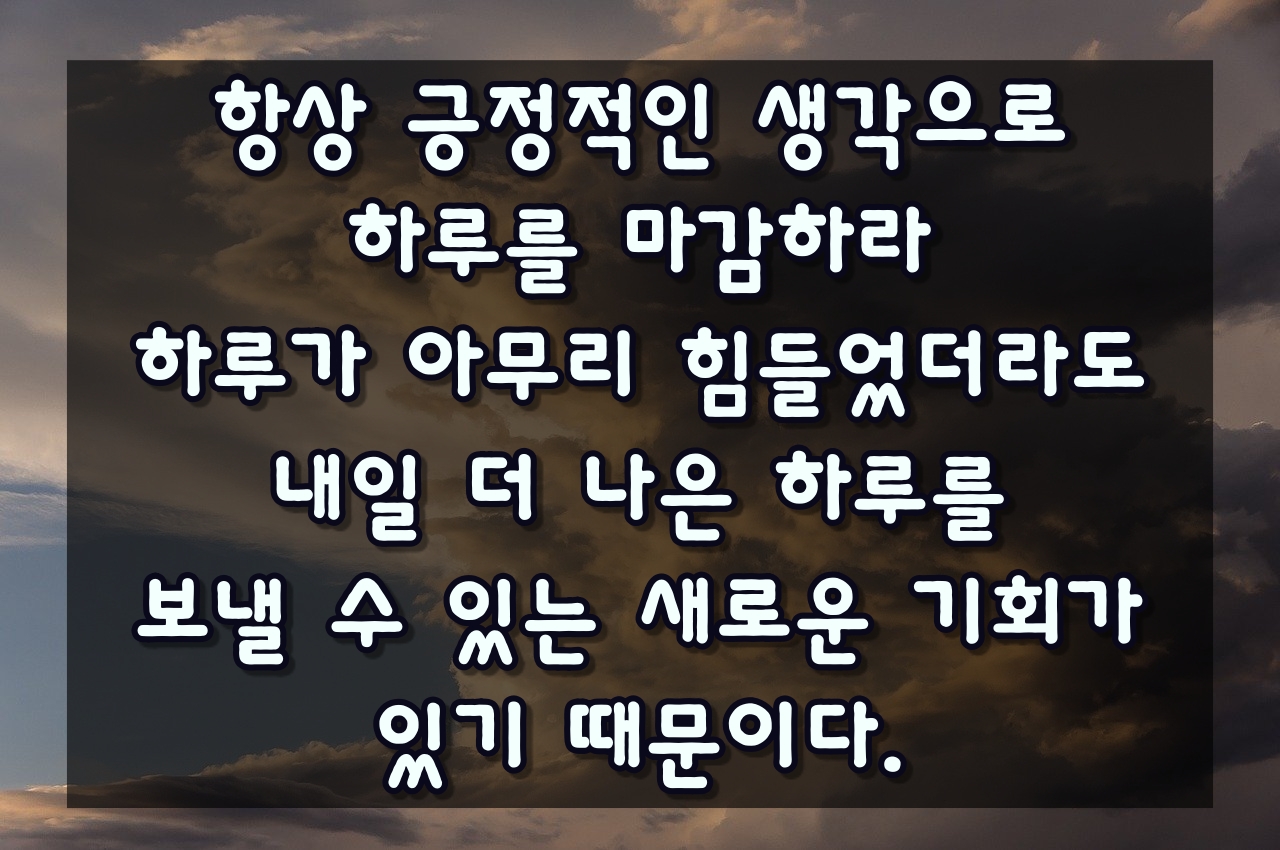 항상 긍정적인 생각으로
하루를 마감하라
하루가 아무리 힘들었더라도
내일 더 나은 하루를
보낼 수 있는 새로운 기회가
있기 때문이다.